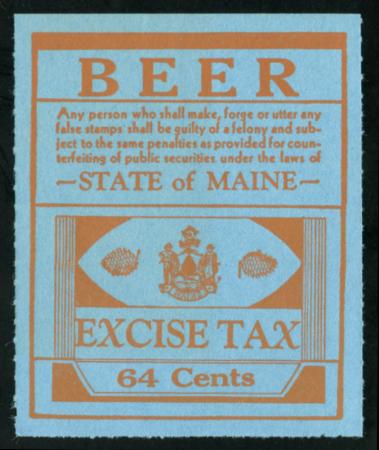 BEER
Any person who shall make, forge or utter any
false stamps shall be guilty of a felony and sub-
ject to the same penalties as provided for coun-
terfeiting of public securities under the laws of
—STATE of MAINE—
EXCISE TAX
64 Cents